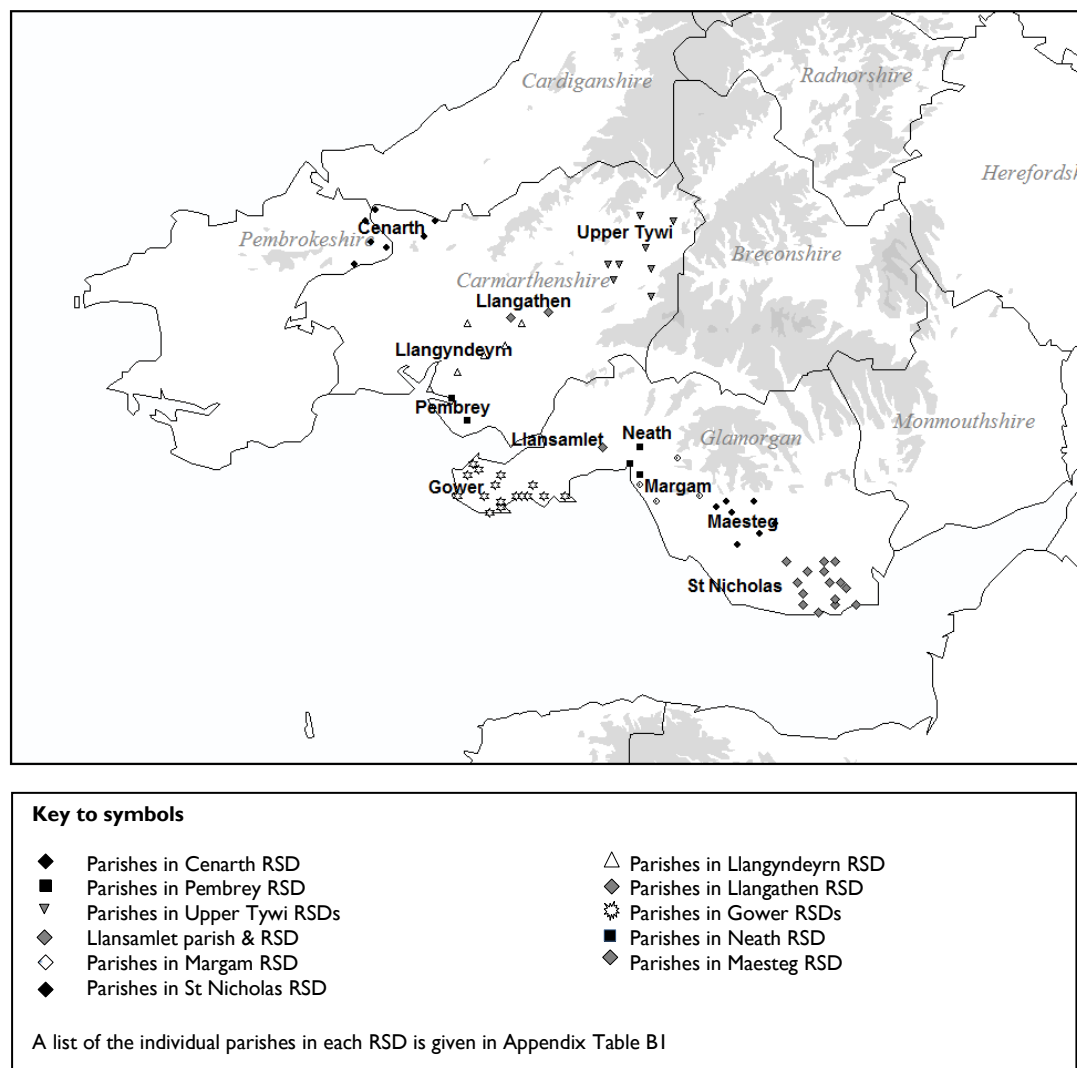 Cardiganshire
Radnorshire
Herefordsh
Cenarth
Upper Tywi
Pembrokeshire
Breconshire
Carmarthenshire
Llangathen
Llangyndeyrn
Pembrey
Monmouthshire
Neath
Llansamlet
Glamorgan
Gower
Margam
Maesteg
St Nicholas
Key to symbols
Parishes in Cenarth RSD
Parishes in Llangyndeyrn RSD
Parishes in Pembrey RSD
Parishes in Llangathen RSD
Parishes in Upper Tywi RSDs
Parishes in Gower RSDs
Llansamlet parish & RSD
Parishes in Neath RSD
Parishes in Margam RSD
Parishes in Maesteg RSD
Parishes in St Nicholas RSD
A list of the individual parishes in each RSD is given in Appendix Table B1